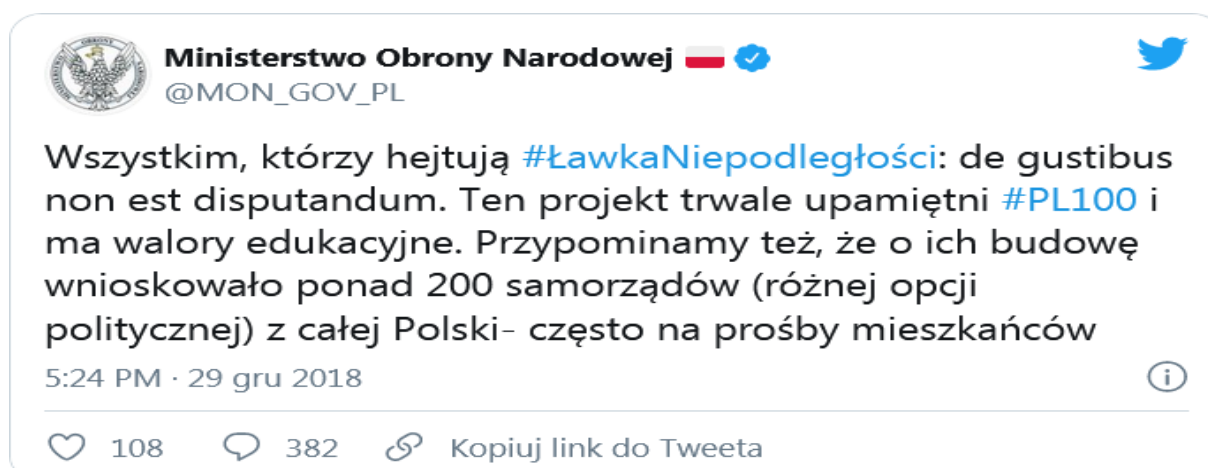 Ministerstwo Obrony Narodowej
@MON_GOV_PL
Wszystkim, którzy hejtują #ŁawkaNiepodległości: de gustibus
non est disputandum. Ten projekt trwale upamiętni #PL100 i
ma walory edukacyjne. Przypominamy też, że o ich budowę
wnioskowało ponad 200 samorządów (różnej opcji
politycznej) z całej Polski- często na prośby mieszkańców
5:24 PM · 29 gru 2018
108 382 Kopiuj link do Tweeta